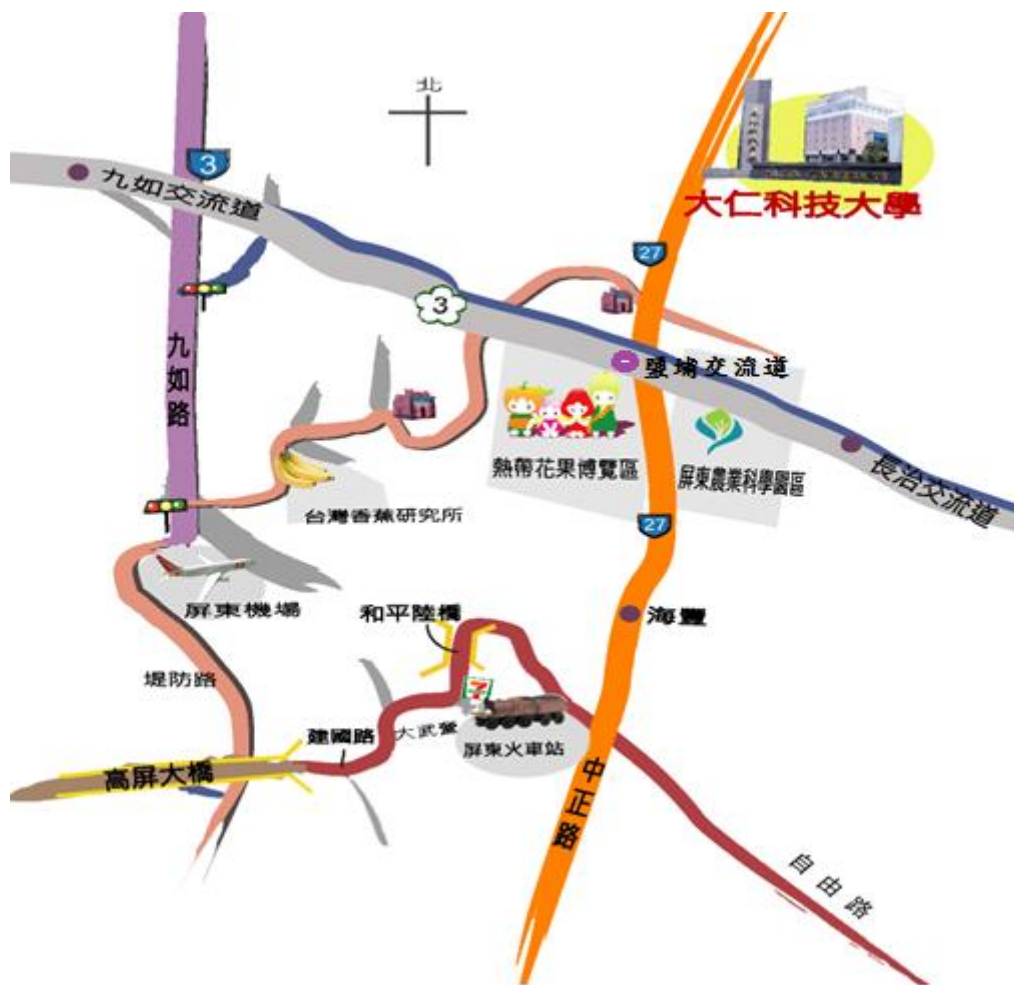 北
3
九如交流道
大仁科技大學
27
3
九如路
鹽埔交流道
熱帶花果博覽區
屏東農業科學園區
長治交流道
台灣香蕉研究所
27
屏東機場
和平陸橋
海豐
堤防路
7
大武營
建國路
屏東火車站
高屏大橋
中正路
自由路